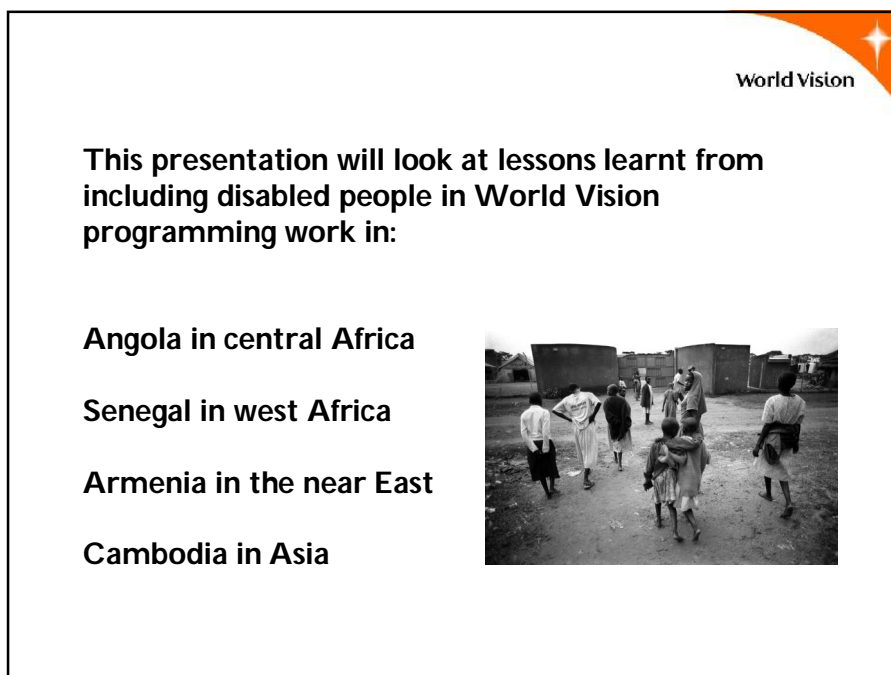 World Vision
This presentation will look at lessons learnt from
including disabled people in World Vision
programming work in:
Angola in central Africa
Senegal in west Africa
Armenia in the near East
Cambodia in Asia